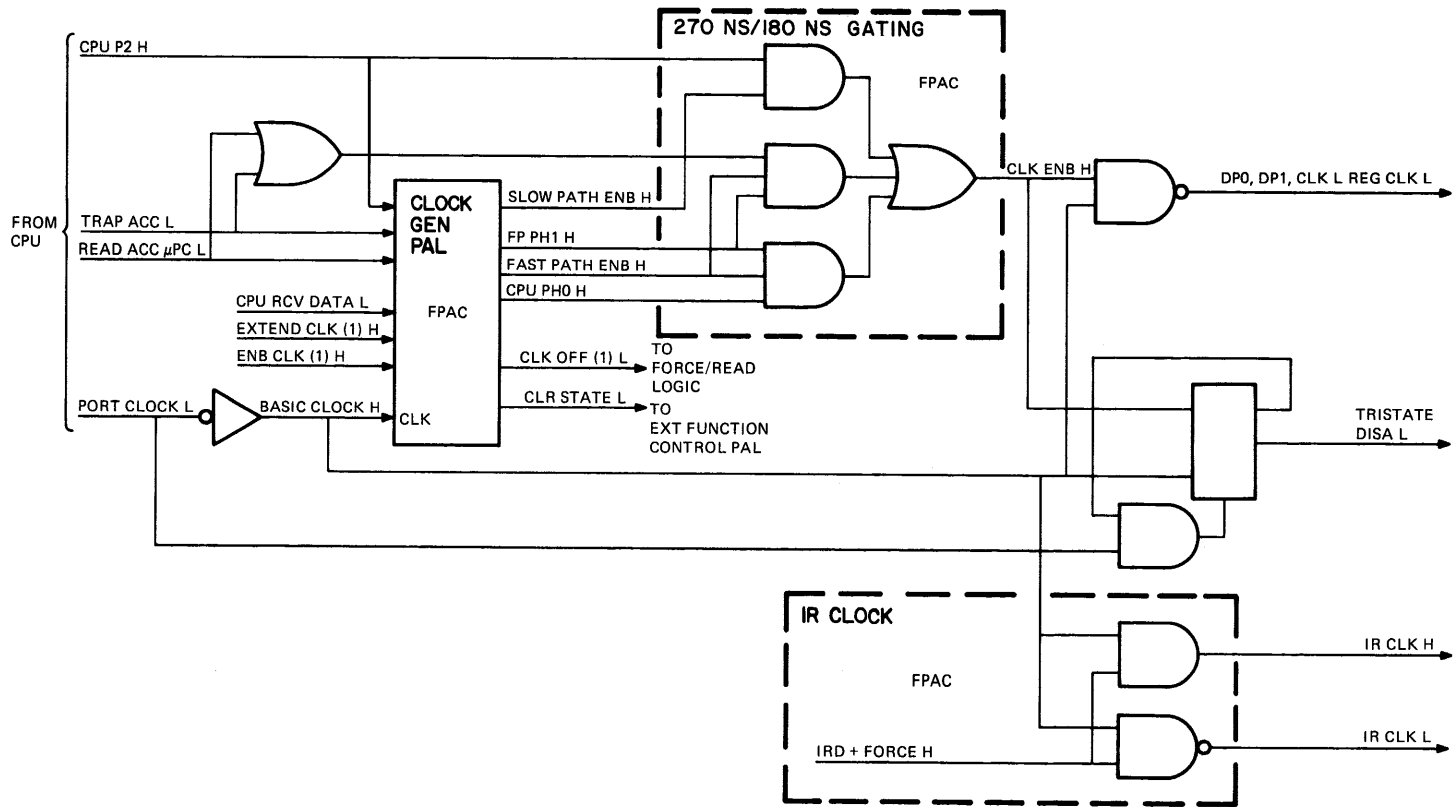 270 NS/180 NS GATING
CPU P2 H
FPAC
CLK ENB H
DP0, DP1, CLK L REG CLK L
CLOCK
GEN
PAL
SLOW PATH ENB H
FROM
CPU
TRAP ACC L
READ ACC μPC L
FP PH1 H
FAST PATH ENB H
CPU PH0 H
CPU RCV DATA L
FPAC
EXTEND CLK (1) H
ENB CLK (1) H
CLK OFF (1) L
TO
FORCE/READ
LOGIC
PORT CLOCK L
BASIC CLOCK H
CLK
CLR STATE L
TO
EXT FUNCTION
CONTROL PAL
TRISTATE
DISA L
IR CLOCK
FPAC
IR CLK H
IRD + FORCE H
IR CLK L